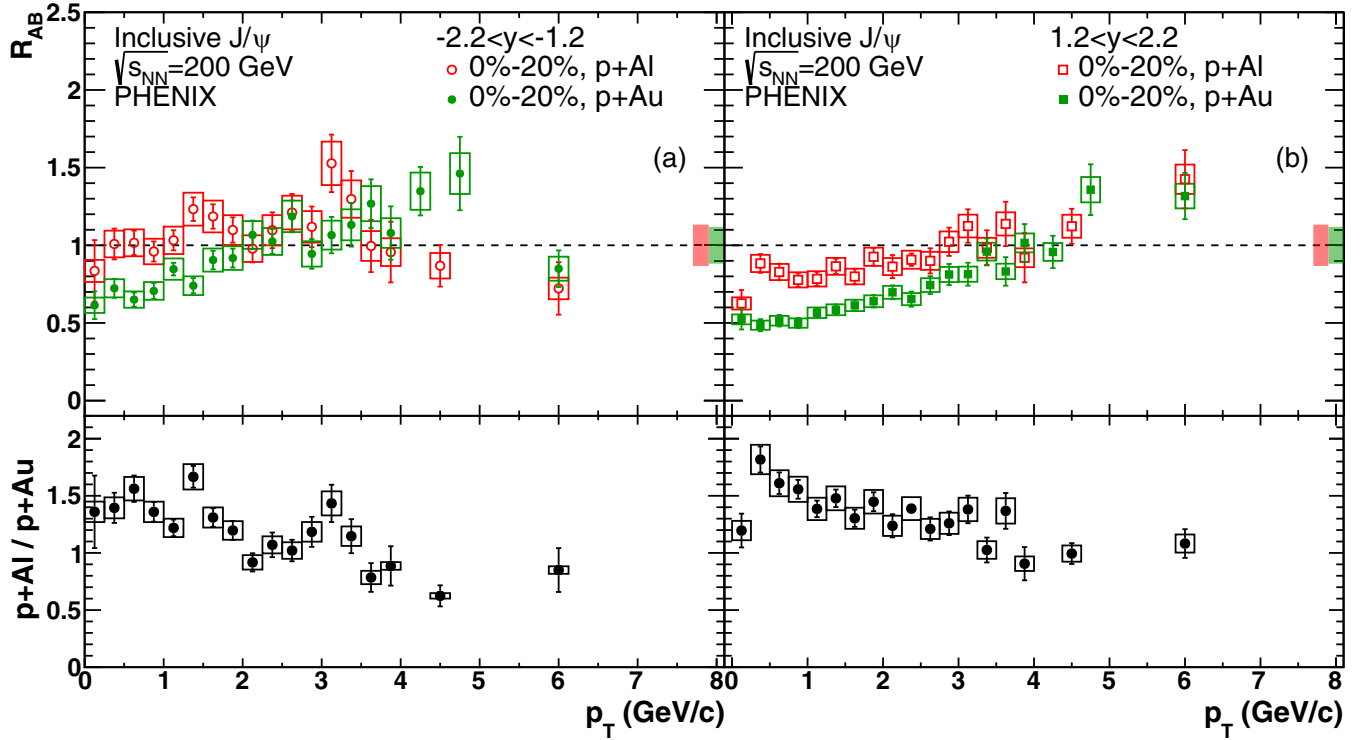 R_AB
2.5
2
1.5
1
0.5
0
Inclusive J/ψ
√s_NN=200 GeV
PHENIX
-2.2<y<-1.2
0%-20%, p+Al
0%-20%, p+Au
(a)
Inclusive J/ψ
√s_NN=200 GeV
PHENIX
1.2<y<2.2
0%-20%, p+Al
0%-20%, p+Au
(b)
p+Al / p+Au
2
1.5
1
0.5
0
0 1 2 3 4 5 6 7 8
0 1 2 3 4 5 6 7 8
p_T (GeV/c)
p_T (GeV/c)